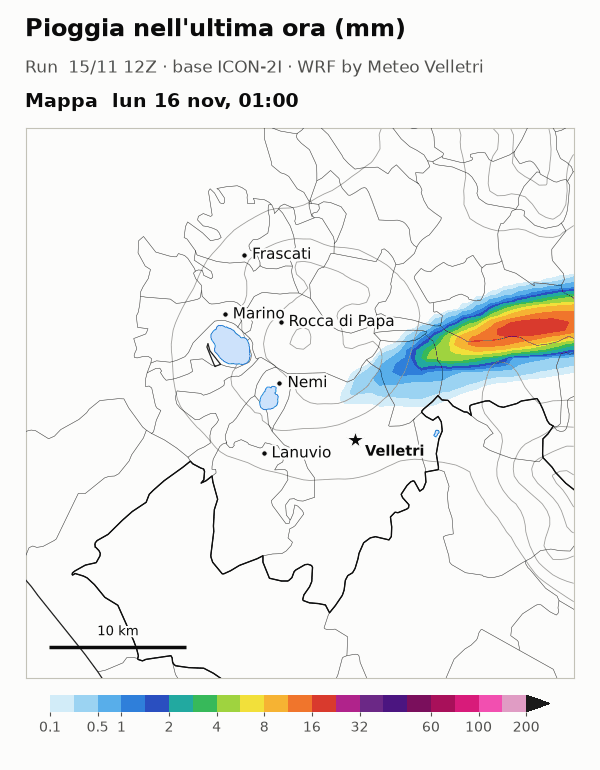 Pioggia nell'ultima ora (mm)
Run  15/11 12Z · base ICON-2I · WRF by Meteo Velletri
Mappa  lun 16 nov, 01:00
Frascati
Marino
Rocca di Papa
Nemi
Velletri
Lanuvio
10 km
0.1 0.5 1 2 4 8 16 32 60 100 200